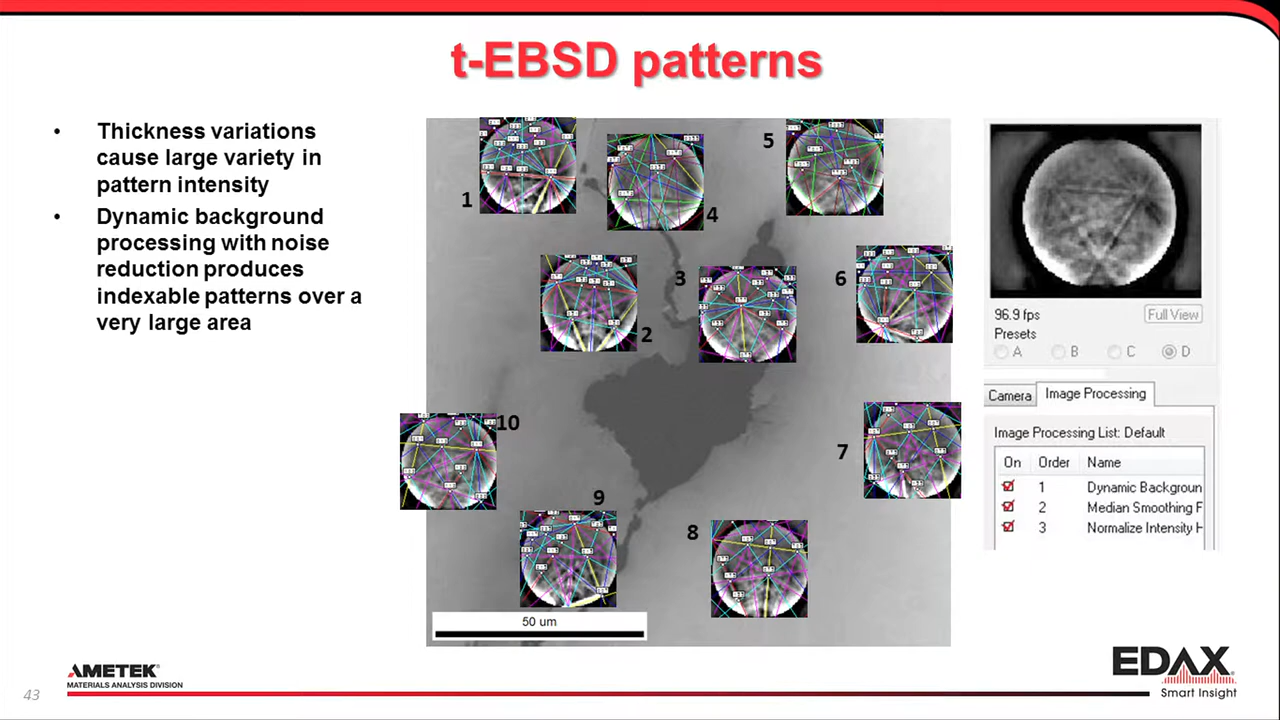 t-EBSD patterns
• Thickness variations
cause large variety in
pattern intensity
• Dynamic background
processing with noise
reduction produces
indexable patterns over a
very large area
1
2
3
4
5
6
7
8
9
10
50 um
96.9 fps
Full View
Presets
A B C D
Camera Image Processing
Image Processing List: Default
On Order Name
1 Dynamic Backgroun
2 Median Smoothing F
3 Normalize Intensity H
43
AMETEK®
MATERIALS ANALYSIS DIVISION
EDAX®
Smart Insight